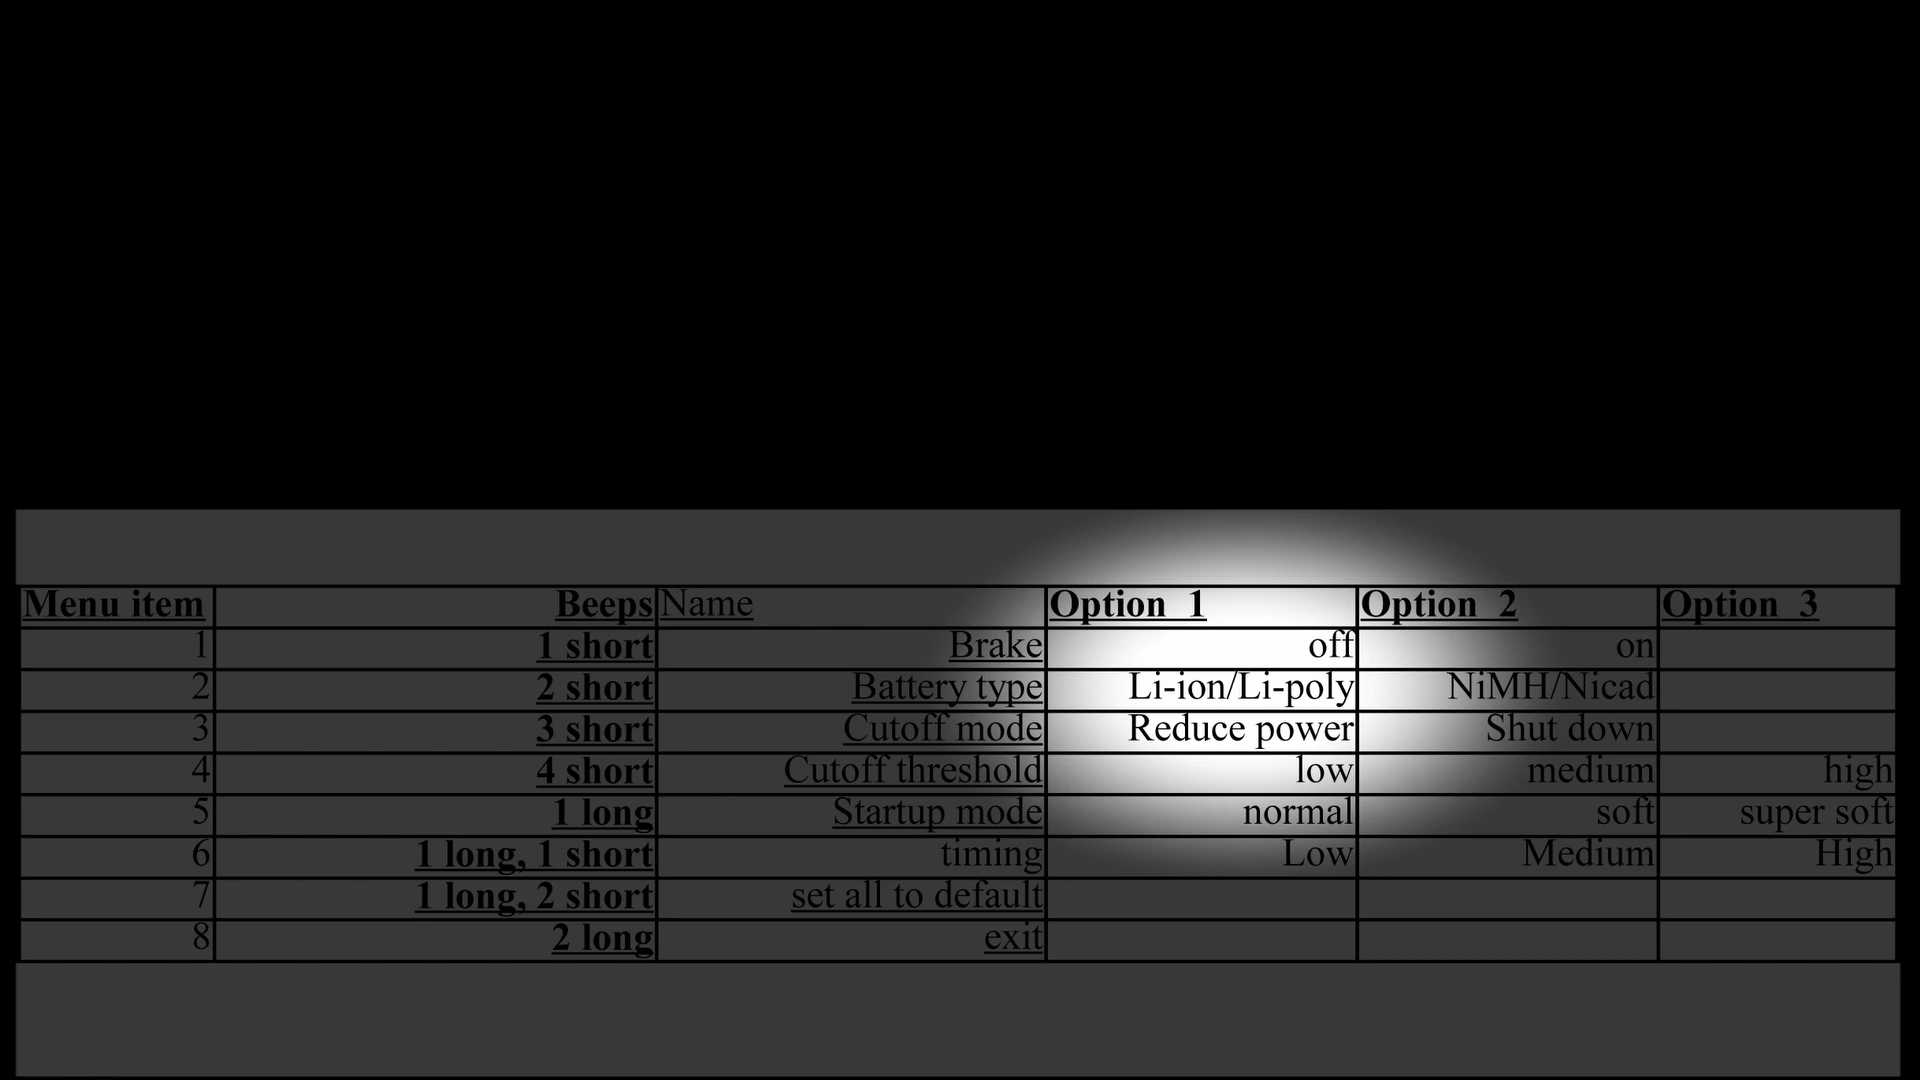 Menu item Beeps Name Option 1 Option 2 Option 3
1 1 short Brake off on
2 2 short Battery type Li-ion/Li-poly NiMH/Nicad
3 3 short Cutoff mode Reduce power Shut down
4 4 short Cutoff threshold low medium high
5 1 long Startup mode normal soft super soft
6 1 long, 1 short timing Low Medium High
7 1 long, 2 short set all to default
8 2 long exit